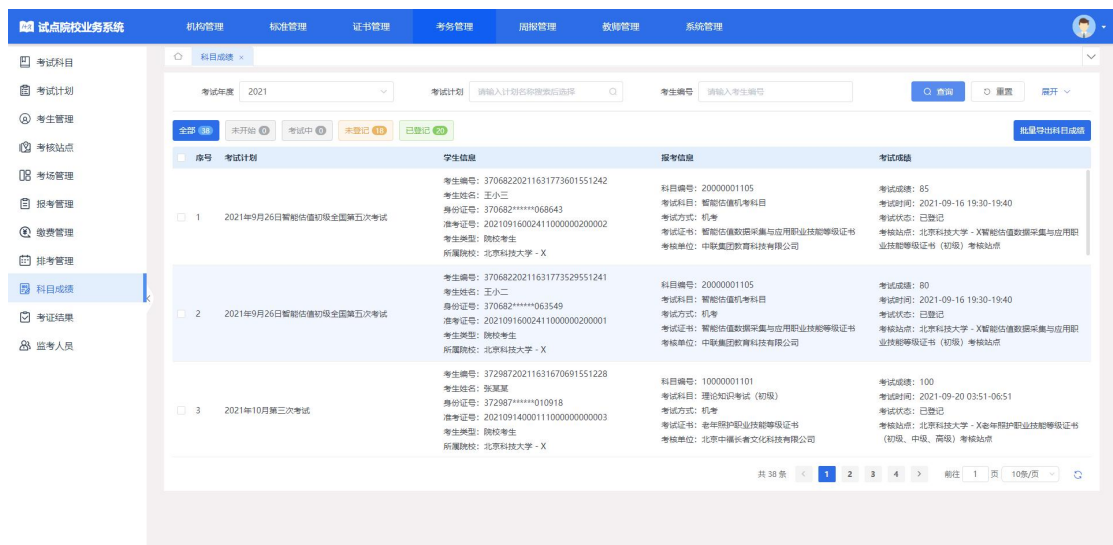 试点院校业务系统 机构管理 标准管理 证书管理 考务管理 周报管理 教师管理 系统管理
考试科目
考试计划
考生管理
考核站点
考场管理
报考管理
缴费管理
排考管理
科目成绩
考证结果
监考人员
科目成绩 ×
考试年度 2021 考试计划 请输入计划名称搜索后选择 考生编号 请输入考生编号 查询 重置 展开
全部 38 未开始 0 考试中 0 未登记 18 已登记 20 批量导出科目成绩
序号 考试计划 学生信息 报考信息 考试成绩
1 2021年9月26日智能估值初级全国第五次考试
考生编号: 37068220211631773601551242
考生姓名: 王小三
身份证号: 370682******068643
准考证号: 2021091600241100000200002
考生类型: 院校考生
所属院校: 北京科技大学 - X
科目编号: 20000001105
考试科目: 智能估值机考科目
考试方式: 机考
考试证书: 智能估值数据采集与应用职业技能等级证书
考核单位: 中联集团教育科技有限公司
考试成绩: 85
考试时间: 2021-09-16 19:30-19:40
考试状态: 已登记
考核站点: 北京科技大学 - X智能估值数据采集与应用职
业技能等级证书（初级）考核站点
2 2021年9月26日智能估值初级全国第五次考试
考生编号: 37068220211631773529551241
考生姓名: 王小二
身份证号: 370682******063549
准考证号: 2021091600241100000200001
考生类型: 院校考生
所属院校: 北京科技大学 - X
科目编号: 20000001105
考试科目: 智能估值机考科目
考试方式: 机考
考试证书: 智能估值数据采集与应用职业技能等级证书
考核单位: 中联集团教育科技有限公司
考试成绩: 80
考试时间: 2021-09-16 19:30-19:40
考试状态: 已登记
考核站点: 北京科技大学 - X智能估值数据采集与应用职
业技能等级证书（初级）考核站点
3 2021年10月第三次考试
考生编号: 37298720211631670691551228
考生姓名: 张某某
身份证号: 372987******010918
准考证号: 2021091400011100000000003
考生类型: 院校考生
所属院校: 北京科技大学 - X
科目编号: 10000001101
考试科目: 理论知识考试（初级）
考试方式: 机考
考试证书: 老年照护职业技能等级证书
考核单位: 北京中福长者文化科技有限公司
考试成绩: 100
考试时间: 2021-09-20 03:51-06:51
考试状态: 已登记
考核站点: 北京科技大学 - X老年照护职业技能等级证书
（初级、中级、高级）考核站点
共 38 条 < 1 2 3 4 > 前往 1 页 10条/页